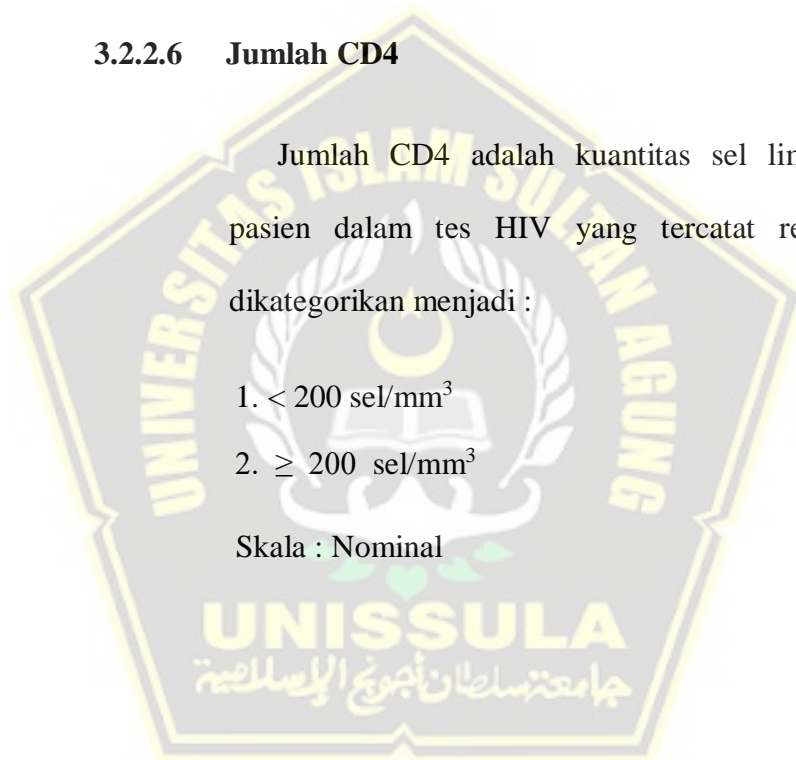 3.2.2.6 Jumlah CD4
Jumlah CD4 adalah kuantitas sel
pasien dalam tes HIV yang tercatat
dikategorikan menjadi :
1. < 200 sel/mm³
2. ≥ 200 sel/mm³
Skala : Nominal
UNIVERSITAS ISLAM SULTAN AGUNG
UNISSULA
جامعة سلطان أجونج الإسلامية